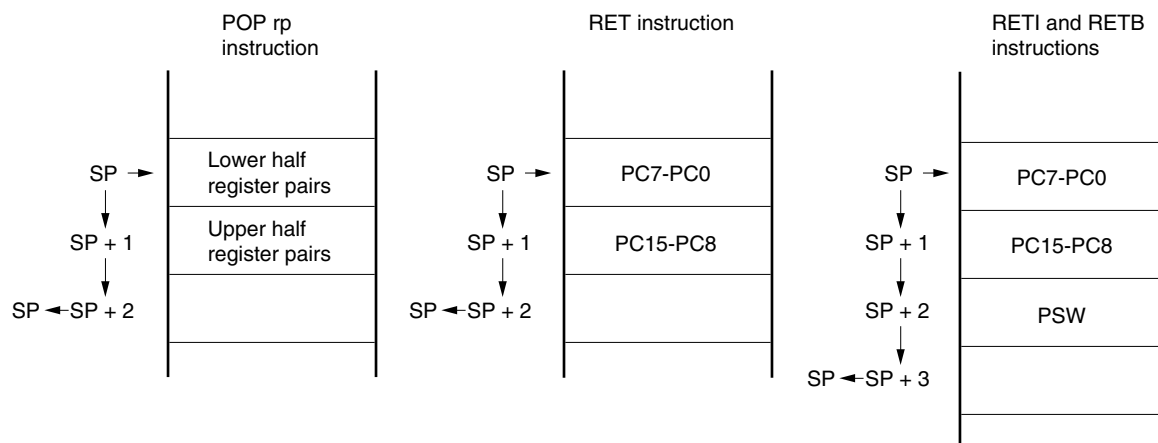 POP rp
instruction
SP
Lower half
register pairs
SP + 1
Upper half
register pairs
SP
SP + 2
RET instruction
SP
PC7-PC0
SP + 1
PC15-PC8
SP
SP + 2
RETI and RETB
instructions
SP
PC7-PC0
SP + 1
PC15-PC8
SP + 2
PSW
SP
SP + 3